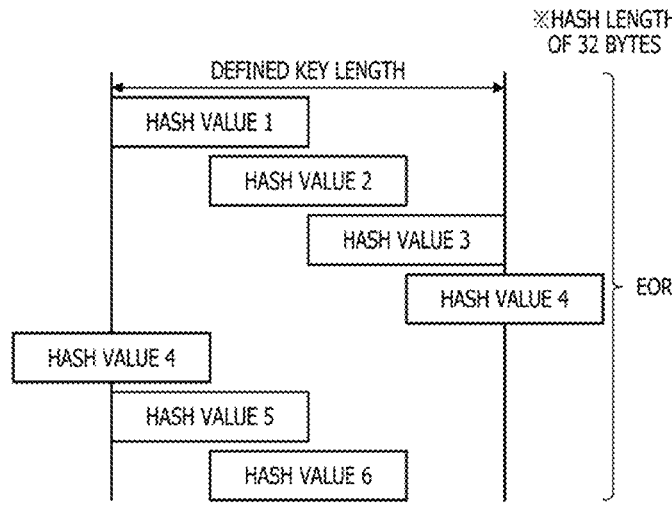 ※HASH LENGTH
OF 32 BYTES
DEFINED KEY LENGTH
HASH VALUE 1
HASH VALUE 2
HASH VALUE 3
HASH VALUE 4
EOR
HASH VALUE 4
HASH VALUE 5
HASH VALUE 6